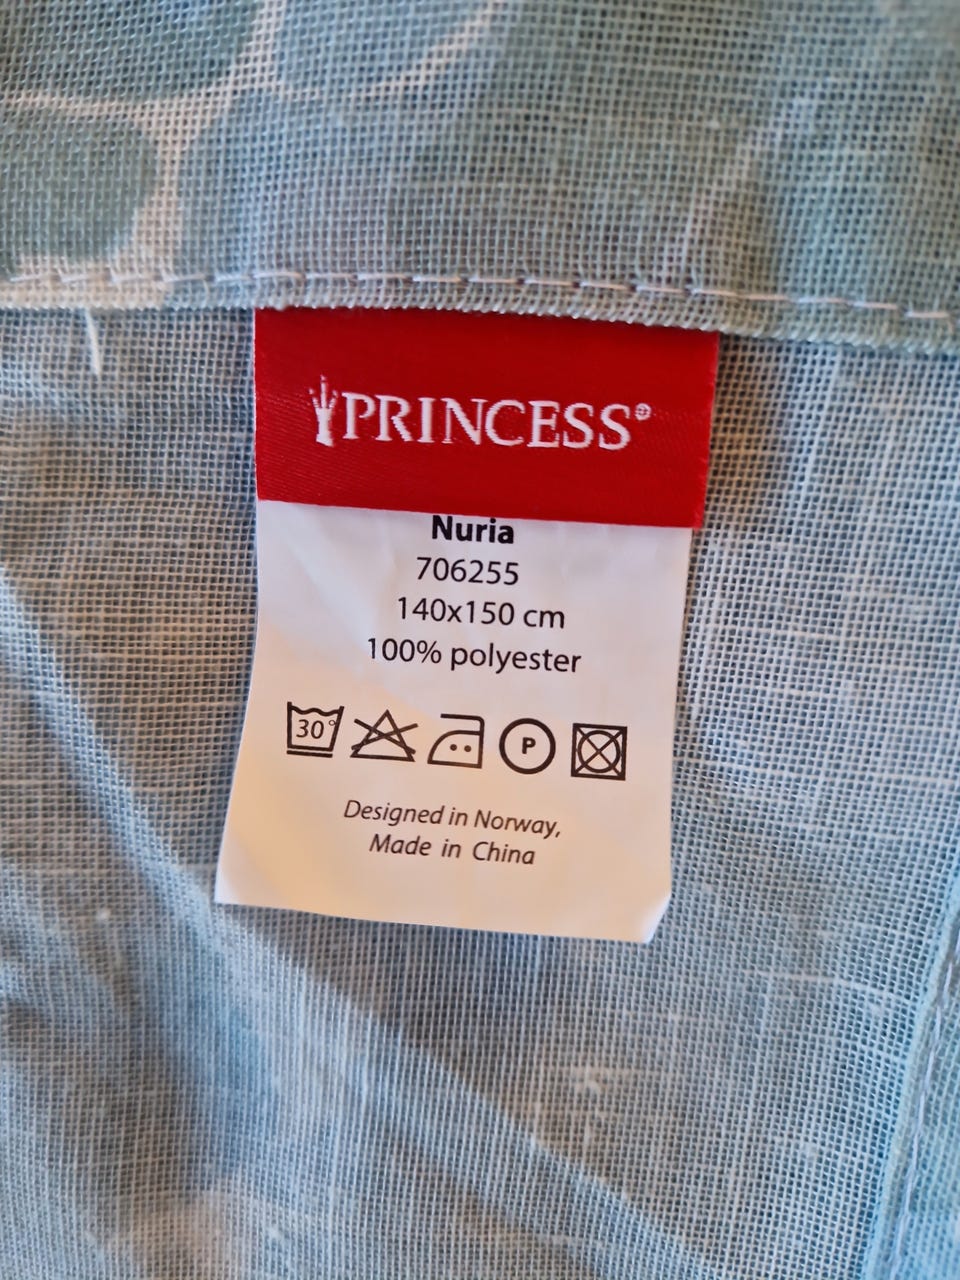 PRINCESS®
Nuria
706255
140x150 cm
100% polyester
30° P
Designed in Norway,
Made in China